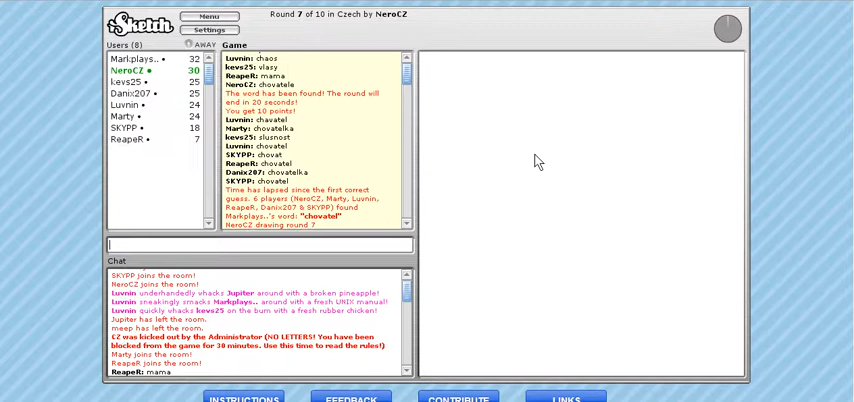 iSketch
Menu
Settings
Round 7 of 10 in Czech by NeroCZ
Users (8)
AWAY
Game
Markplays.. • 32
NeroCZ • 30
kevs25 • 25
Danix207 • 25
Luvnin • 24
Marty • 24
SKYPP • 18
ReapeR • 7
Luvnin: chaos
kevs25: vlasy
ReapeR: mama
NeroCZ: chovatele
The word has been found! The round will
end in 20 seconds!
You get 10 points!
Luvnin: chavatel
Marty: chovatelka
kevs25: slusnost
Luvnin: chovatel
SKYPP: chovat
ReapeR: chovatel
Danix207: chovatelka
SKYPP: chovatel
Time has lapsed since the first correct
guess. 6 players (NeroCZ, Marty, Luvnin,
ReapeR, Danix207 & SKYPP) found
Markplays..'s word: "chovatel"
NeroCZ drawing round 7
Chat
SKYPP joins the room!
NeroCZ joins the room!
Luvnin underhandedly whacks Jupiter around with a broken pineapple!
Luvnin sneakingly smacks Markplays.. around with a fresh UNIX manual!
Luvnin quickly whacks kevs25 on the bum with a fresh rubber chicken!
Jupiter has left the room.
meep has left the room.
CZ was kicked out by the Administrator (NO LETTERS! You have been
blocked from the game for 30 minutes. Use this time to read the rules!)
Marty joins the room!
ReapeR joins the room!
ReapeR: mama
INSTRUCTIONS
FEEDBACK
CONTRIBUTE
LINKS